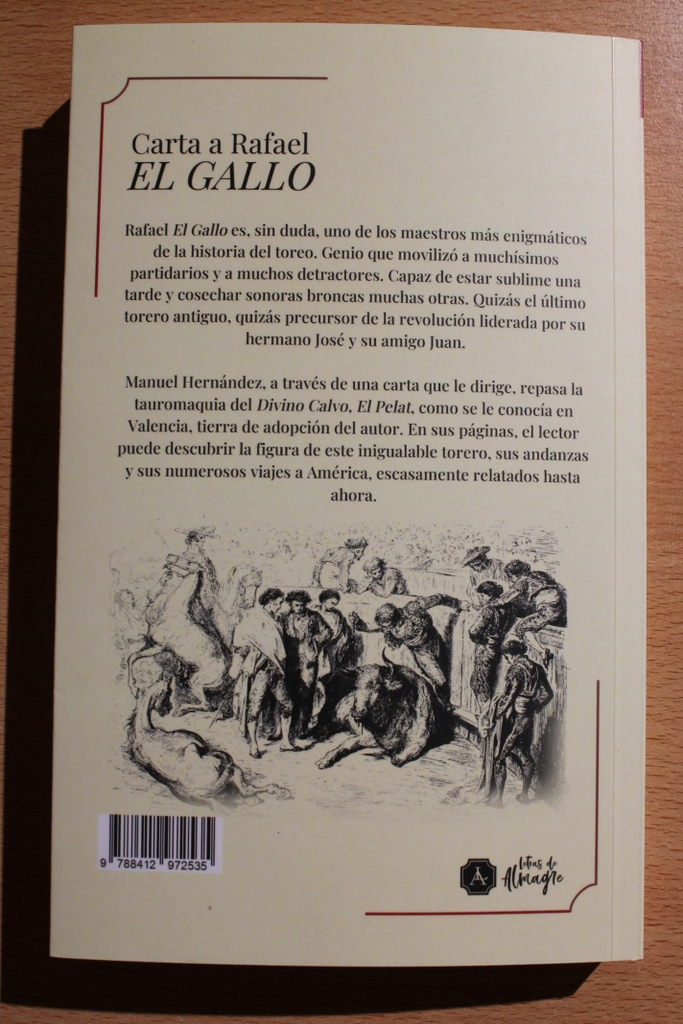 Carta a Rafael
EL GALLO
Rafael El Gallo es, sin duda, uno de los maestros más enigmáticos
de la historia del toreo. Genio que movilizó a muchísimos
partidarios y a muchos detractores. Capaz de estar sublime una
tarde y cosechar sonoras broncas muchas otras. Quizás el último
torero antiguo, quizás precursor de la revolución liderada por su
hermano José y su amigo Juan.
Manuel Hernández, a través de una carta que le dirige, repasa la
tauromaquia del Divino Calvo, El Pelat, como se le conocía en
Valencia, tierra de adopción del autor. En sus páginas, el lector
puede descubrir la figura de este inigualable torero, sus andanzas
y sus numerosos viajes a América, escasamente relatados hasta
ahora.
9 788412 972535
A
letras de
Almagre